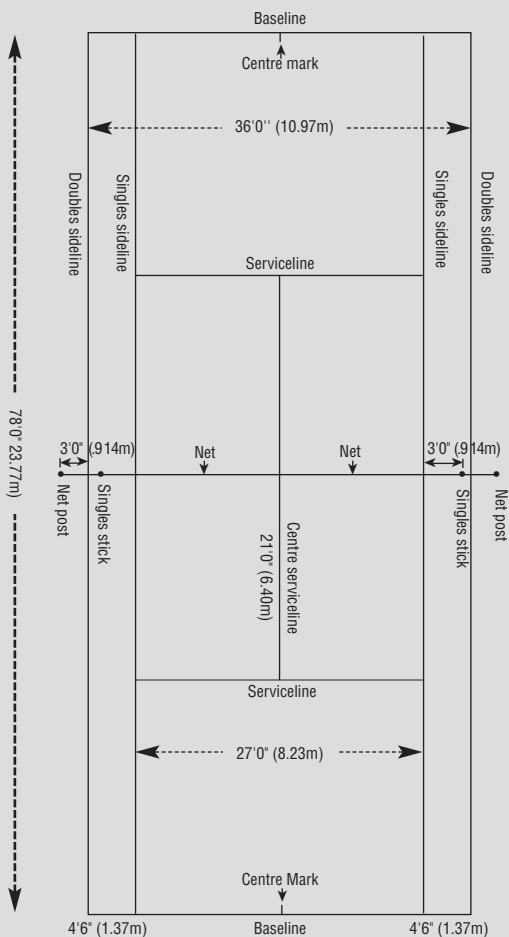 Baseline
Centre mark
36'0'' (10.97m)
Doubles sideline
Singles sideline
Singles sideline
Doubles sideline
Serviceline
78'0" 23.77m)
3'0" (.914m)
Net
Net
3'0" (.914m)
Net post
Singles stick
Centre serviceline
21'0" (6.40m)
Singles stick
Net post
Serviceline
27'0" (8.23m)
Centre Mark
4'6" (1.37m)
Baseline
4'6" (1.37m)